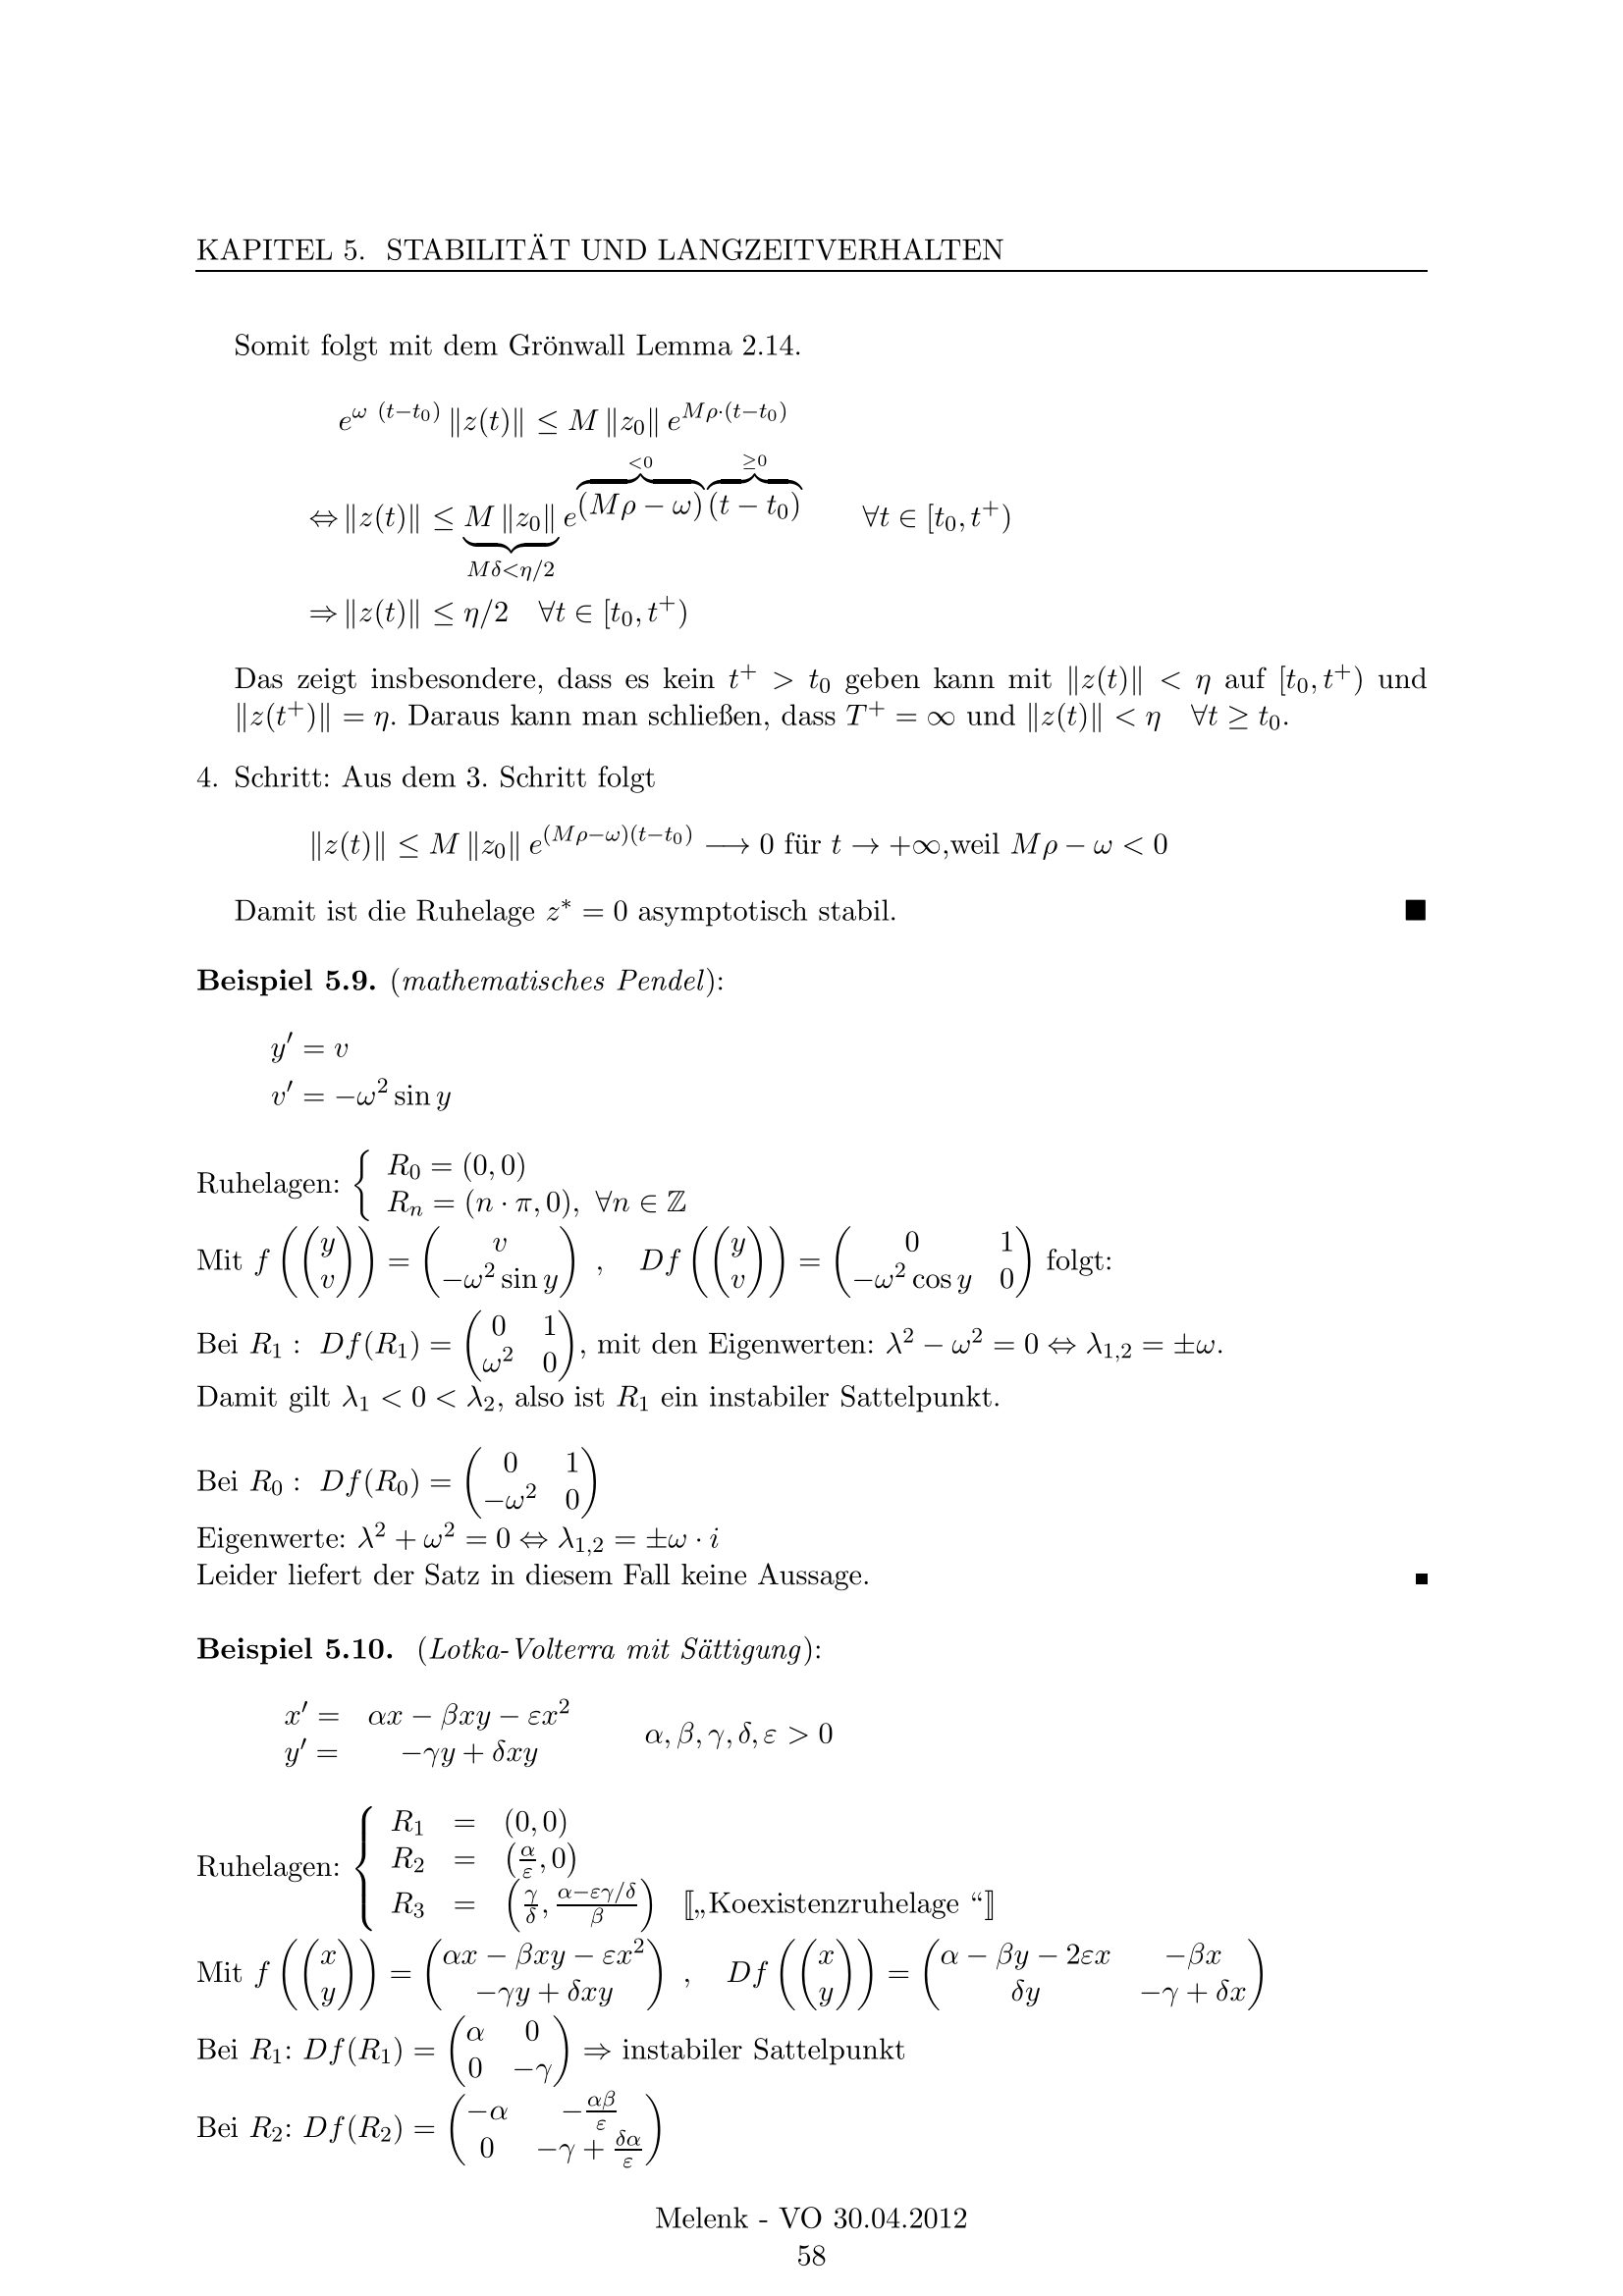 KAPITEL 5. STABILITÄT UND LANGZEITVERHALTEN
Somit folgt mit dem Grönwall Lemma 2.14.
$e^{\omega\ (t-t_0)} \|z(t)\| \leq M \|z_0\| e^{M\rho\cdot(t-t_0)}$
$\Leftrightarrow \|z(t)\| \leq \underbrace{M \|z_0\|}_{M\delta<\eta/2} e^{\overbrace{(M\rho-\omega)}^{<0}\overbrace{(t-t_0)}^{\geq 0}} \quad \forall t \in [t_0, t^+)$
$\Rightarrow \|z(t)\| \leq \eta/2 \quad \forall t \in [t_0, t^+)$
Das zeigt insbesondere, dass es kein $t^+ > t_0$ geben kann mit $\|z(t)\| < \eta$ auf $[t_0, t^+)$ und
$\|z(t^+)\| = \eta$. Daraus kann man schließen, dass $T^+ = \infty$ und $\|z(t)\| < \eta \quad \forall t \geq t_0$.
4. Schritt: Aus dem 3. Schritt folgt
$\|z(t)\| \leq M \|z_0\| e^{(M\rho-\omega)(t-t_0)} \longrightarrow 0$ für $t \to +\infty$,weil $M\rho - \omega < 0$
Damit ist die Ruhelage $z^* = 0$ asymptotisch stabil. ■
Beispiel 5.9. (mathematisches Pendel):
$y' = v$
$v' = -\omega^2 \sin y$
Ruhelagen: $\begin{cases} R_0 = (0, 0) \\ R_n = (n \cdot \pi, 0),\ \forall n \in \mathbb{Z} \end{cases}$
Mit $f\left(\begin{pmatrix} y \\ v \end{pmatrix}\right) = \begin{pmatrix} v \\ -\omega^2 \sin y \end{pmatrix}$ , $Df\left(\begin{pmatrix} y \\ v \end{pmatrix}\right) = \begin{pmatrix} 0 & 1 \\ -\omega^2 \cos y & 0 \end{pmatrix}$ folgt:
Bei $R_1:\ Df(R_1) = \begin{pmatrix} 0 & 1 \\ \omega^2 & 0 \end{pmatrix}$, mit den Eigenwerten: $\lambda^2 - \omega^2 = 0 \Leftrightarrow \lambda_{1,2} = \pm\omega$.
Damit gilt $\lambda_1 < 0 < \lambda_2$, also ist $R_1$ ein instabiler Sattelpunkt.
Bei $R_0:\ Df(R_0) = \begin{pmatrix} 0 & 1 \\ -\omega^2 & 0 \end{pmatrix}$
Eigenwerte: $\lambda^2 + \omega^2 = 0 \Leftrightarrow \lambda_{1,2} = \pm\omega \cdot i$
Leider liefert der Satz in diesem Fall keine Aussage. ■
Beispiel 5.10. (Lotka-Volterra mit Sättigung):
$\begin{matrix} x' = & \alpha x - \beta xy - \varepsilon x^2 \\ y' = & -\gamma y + \delta xy \end{matrix} \quad \alpha, \beta, \gamma, \delta, \varepsilon > 0$
Ruhelagen: $\begin{cases} R_1 = (0, 0) \\ R_2 = \left(\frac{\alpha}{\varepsilon}, 0\right) \\ R_3 = \left(\frac{\gamma}{\delta}, \frac{\alpha-\varepsilon\gamma/\delta}{\beta}\right) \quad ⟦\text{„Koexistenzruhelage “}⟧ \end{cases}$
Mit $f\left(\begin{pmatrix} x \\ y \end{pmatrix}\right) = \begin{pmatrix} \alpha x - \beta xy - \varepsilon x^2 \\ -\gamma y + \delta xy \end{pmatrix}$ , $Df\left(\begin{pmatrix} x \\ y \end{pmatrix}\right) = \begin{pmatrix} \alpha - \beta y - 2\varepsilon x & -\beta x \\ \delta y & -\gamma + \delta x \end{pmatrix}$
Bei $R_1$: $Df(R_1) = \begin{pmatrix} \alpha & 0 \\ 0 & -\gamma \end{pmatrix} \Rightarrow$ instabiler Sattelpunkt
Bei $R_2$: $Df(R_2) = \begin{pmatrix} -\alpha & -\frac{\alpha\beta}{\varepsilon} \\ 0 & -\gamma + \frac{\delta\alpha}{\varepsilon} \end{pmatrix}$
Melenk - VO 30.04.2012
58